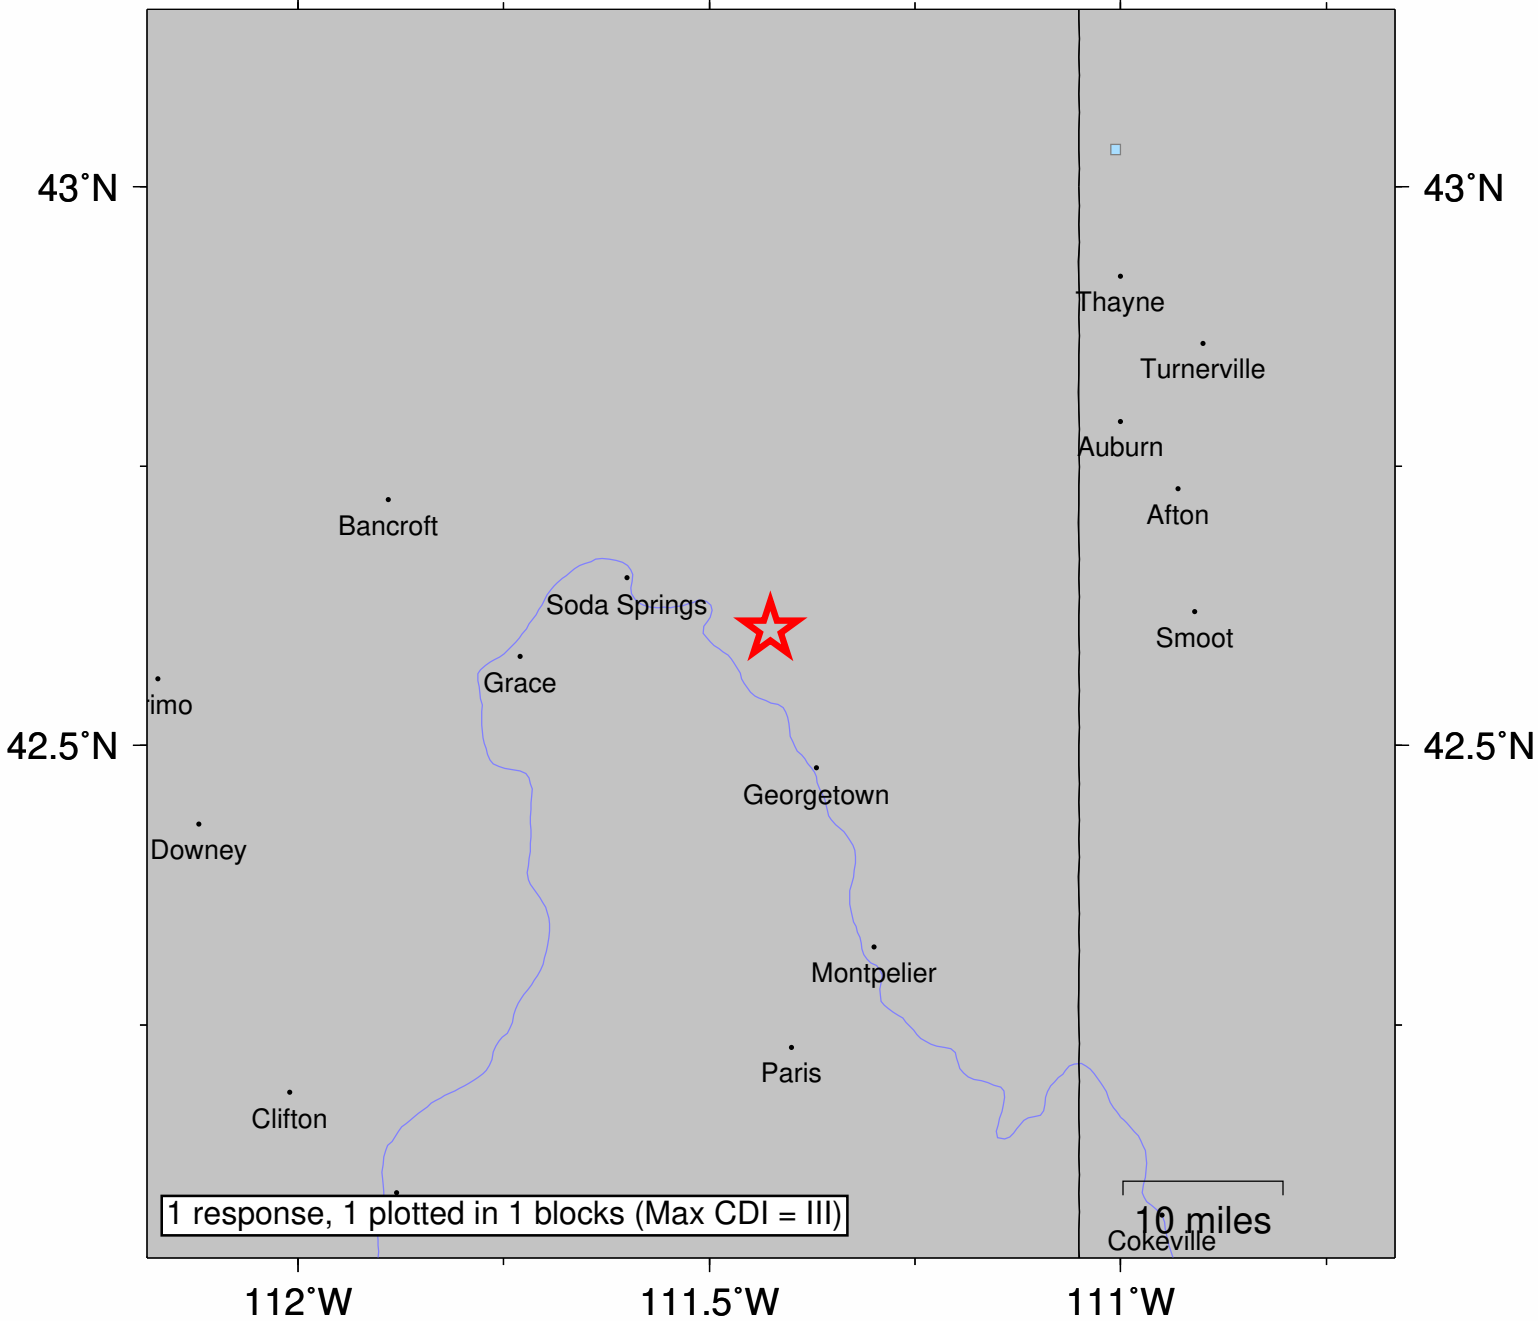 43°N
43°N
Thayne
Turnerville
Auburn
Afton
Bancroft
Soda Springs
Smoot
Grace
rimo
42.5°N
42.5°N
Georgetown
Downey
Montpelier
Paris
Clifton
1 response, 1 plotted in 1 blocks (Max CDI = III)
10 miles
Cokeville
112°W
111.5°W
111°W